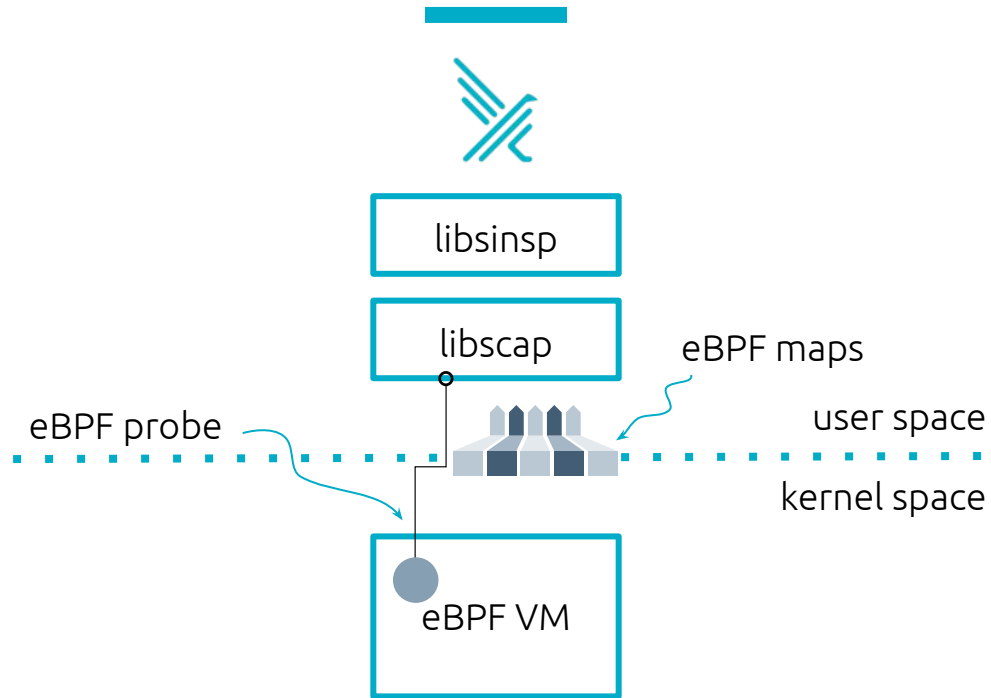 libsinsp
libscap
eBPF maps
eBPF probe
user space
kernel space
eBPF VM